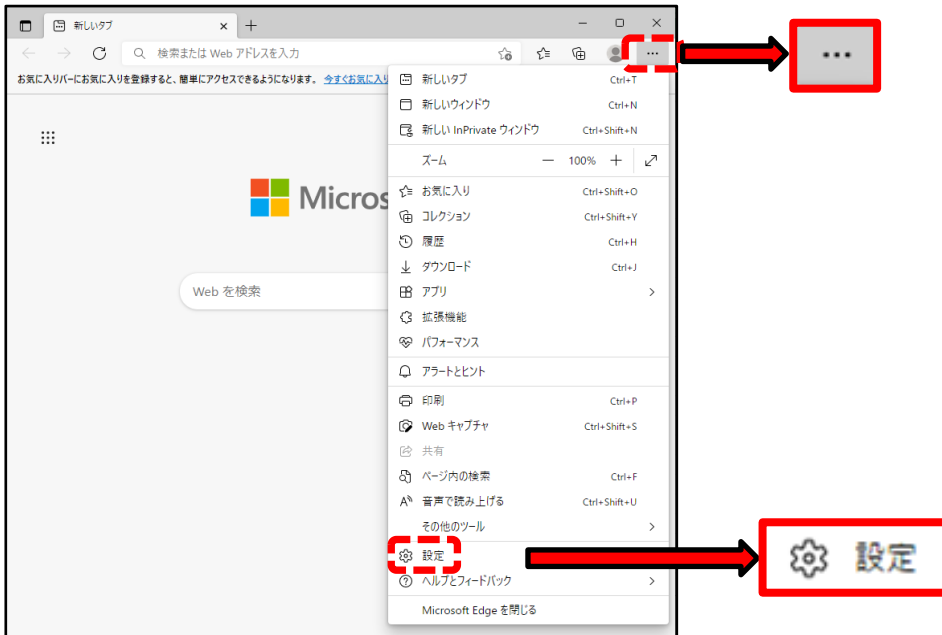 新しいタブ
検索または Web アドレスを入力
お気に入りバーにお気に入りを登録すると、簡単にアクセスできるようになります。 今すぐお気に入り
新しいタブ Ctrl+T
新しいウィンドウ Ctrl+N
新しい InPrivate ウィンドウ Ctrl+Shift+N
ズーム 100%
お気に入り Ctrl+Shift+O
コレクション Ctrl+Shift+Y
履歴 Ctrl+H
ダウンロード Ctrl+J
アプリ
拡張機能
パフォーマンス
アラートとヒント
印刷 Ctrl+P
Web キャプチャ Ctrl+Shift+S
共有
ページ内の検索 Ctrl+F
音声で読み上げる Ctrl+Shift+U
その他のツール
設定
ヘルプとフィードバック
Microsoft Edge を閉じる
Micros
Web を検索
設定